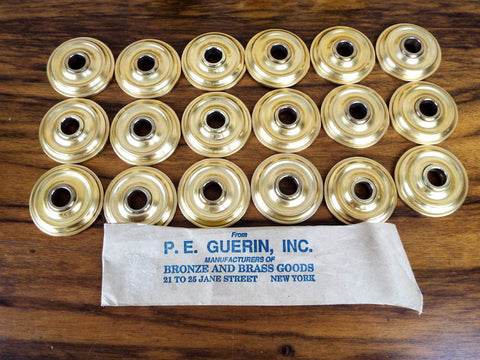 From
P. E. GUERIN, INC.
MANUFACTURERS OF
BRONZE AND BRASS GOODS
21 TO 25 JANE STREET NEW YORK